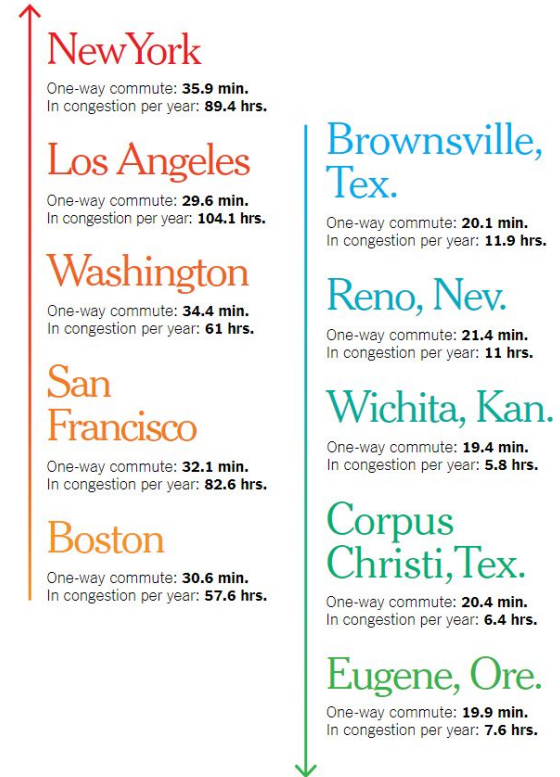 New York
One-way commute: 35.9 min.
In congestion per year: 89.4 hrs.
Los Angeles
One-way commute: 29.6 min.
In congestion per year: 104.1 hrs.
Washington
One-way commute: 34.4 min.
In congestion per year: 61 hrs.
San
Francisco
One-way commute: 32.1 min.
In congestion per year: 82.6 hrs.
Boston
One-way commute: 30.6 min.
In congestion per year: 57.6 hrs.
Brownsville,
Tex.
One-way commute: 20.1 min.
In congestion per year: 11.9 hrs.
Reno, Nev.
One-way commute: 21.4 min.
In congestion per year: 11 hrs.
Wichita, Kan.
One-way commute: 19.4 min.
In congestion per year: 5.8 hrs.
Corpus
Christi, Tex.
One-way commute: 20.4 min.
In congestion per year: 6.4 hrs.
Eugene, Ore.
One-way commute: 19.9 min.
In congestion per year: 7.6 hrs.